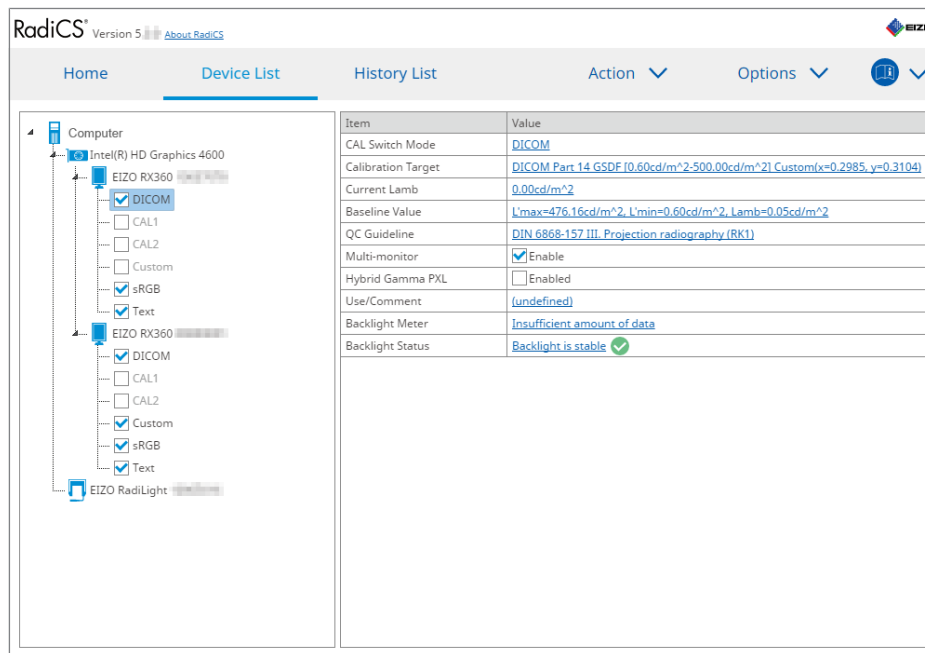 RadiCS® Version 5. About RadiCS
EIZO
Home Device List History List Action Options
Computer
Intel(R) HD Graphics 4600
EIZO RX360
DICOM
CAL1
CAL2
Custom
sRGB
Text
EIZO RX360
DICOM
CAL1
CAL2
Custom
sRGB
Text
EIZO RadiLight
Item Value
CAL Switch Mode DICOM
Calibration Target DICOM Part 14 GSDF [0.60cd/m^2-500.00cd/m^2] Custom(x=0.2985, y=0.3104)
Current Lamb 0.00cd/m^2
Baseline Value L'max=476.16cd/m^2, L'min=0.60cd/m^2, Lamb=0.05cd/m^2
QC Guideline DIN 6868-157 III. Projection radiography (RK1)
Multi-monitor Enable
Hybrid Gamma PXL Enabled
Use/Comment (undefined)
Backlight Meter Insufficient amount of data
Backlight Status Backlight is stable